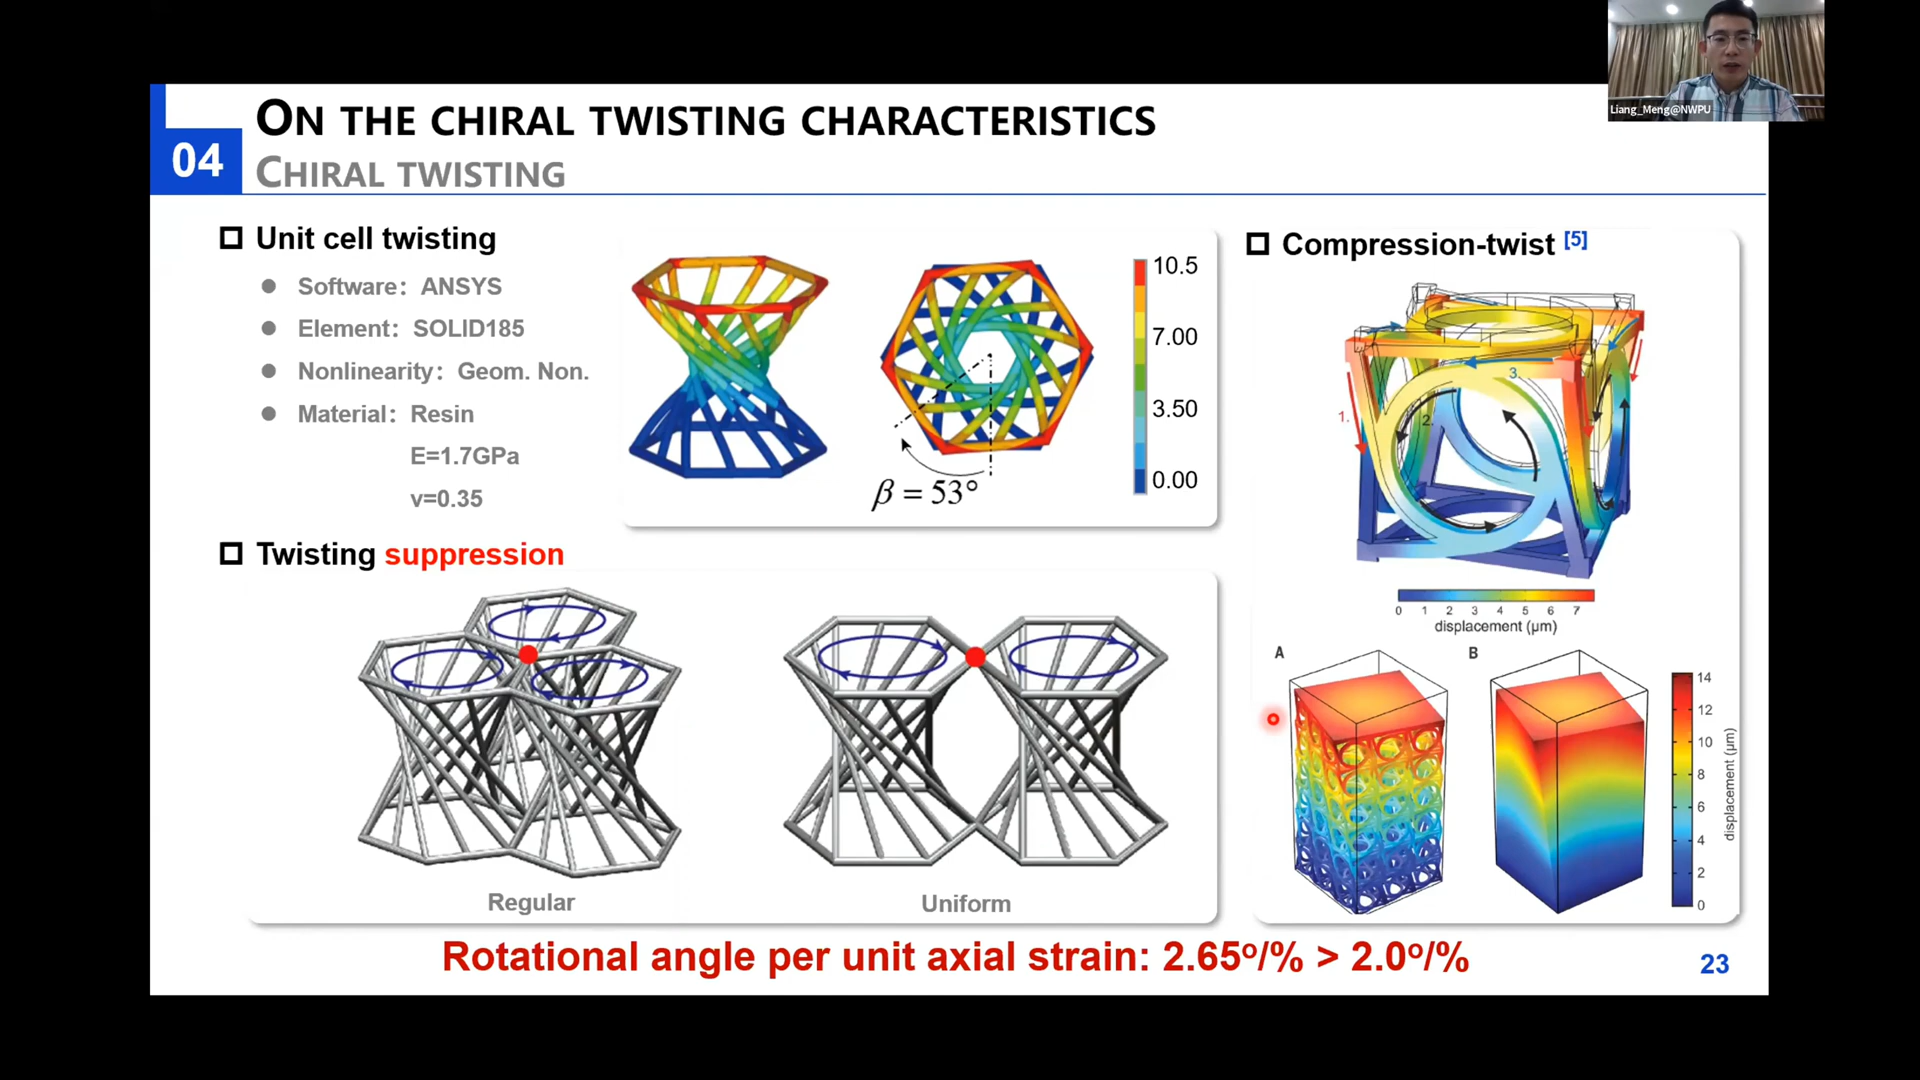 Liang_Meng@NWPU
ON THE CHIRAL TWISTING CHARACTERISTICS
04
CHIRAL TWISTING
Unit cell twisting
Software: ANSYS
Element: SOLID185
Nonlinearity: Geom. Non.
Material: Resin
E=1.7GPa
v=0.35
10.5
7.00
3.50
0.00
β = 53°
Compression-twist [5]
1.
2.
3.
0 1 2 3 4 5 6 7
displacement (µm)
A
B
14
12
10
8
6
4
2
0
displacement (µm)
Twisting suppression
Regular
Uniform
Rotational angle per unit axial strain: 2.65º/% > 2.0º/%
23